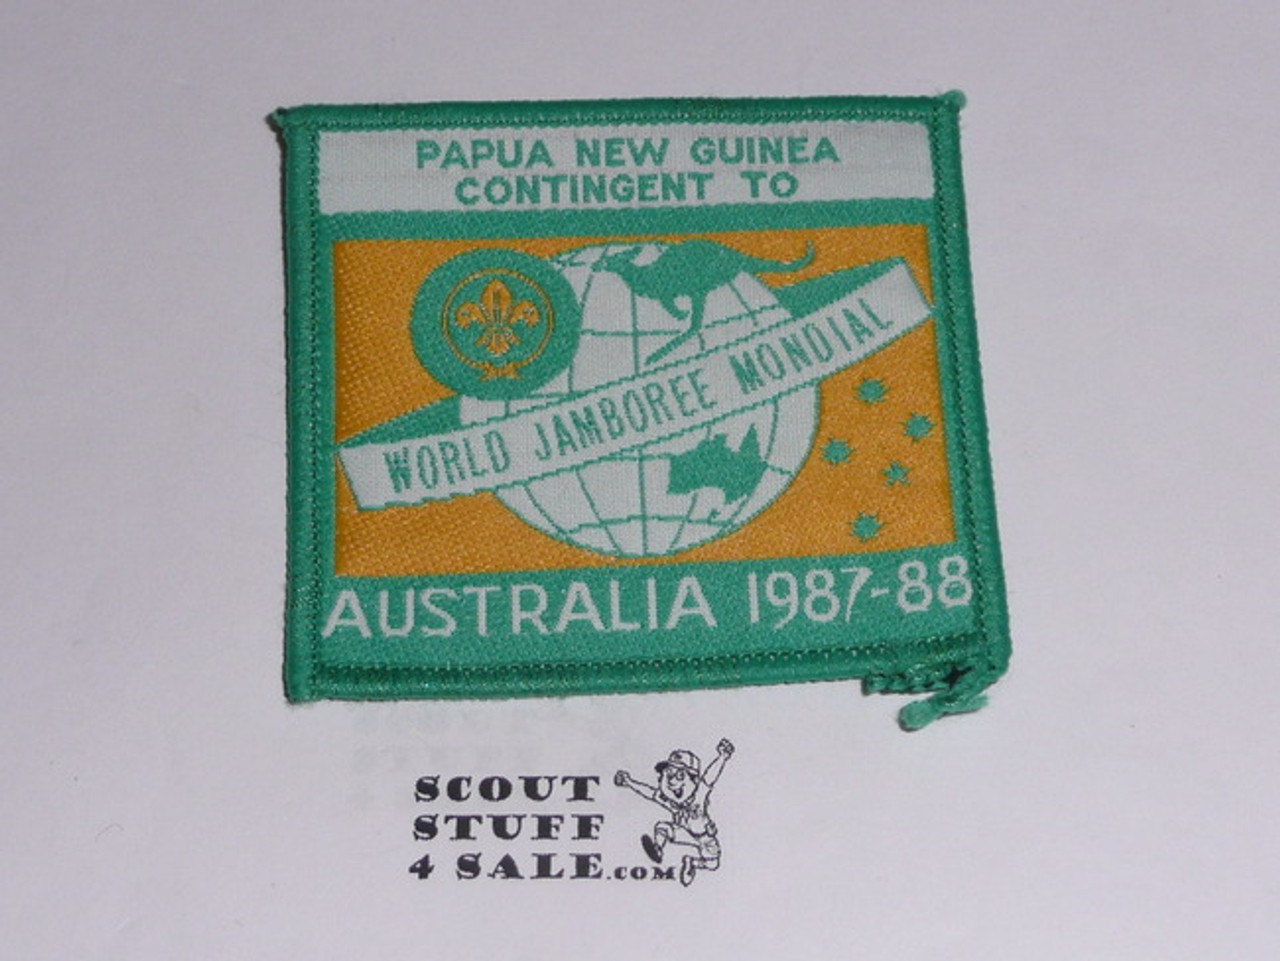 PAPUA NEW GUINEA
CONTINGENT TO
WORLD JAMBOREE MONDIAL
AUSTRALIA 1987-88
SCOUT
STUFF
4 SALE.COM